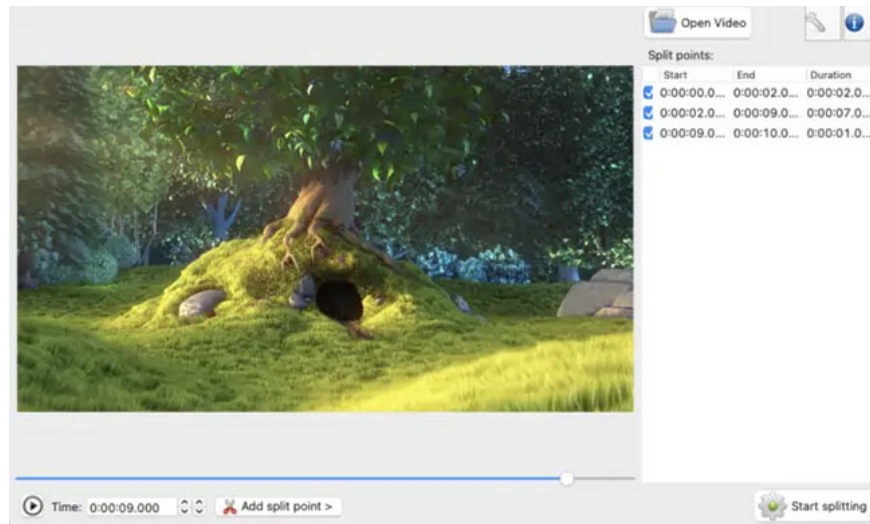 Open Video
Split points:
Start End Duration
0:00:00.0... 0:00:02.0... 0:00:02.0...
0:00:02.0... 0:00:09.0... 0:00:07.0...
0:00:09.0... 0:00:10.0... 0:00:01.0...
Time: 0:00:09.000 Add split point > Start splitting